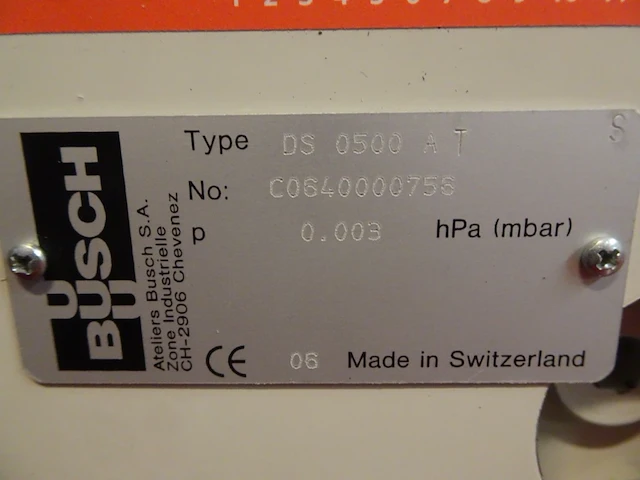 Type DS 0500 A T
S
No: C0640000758
p 0.003 hPa (mbar)
BUSCH
Ateliers Busch S.A.
Zone Industrielle
CH-2906 Chevenez
CE 06 Made in Switzerland